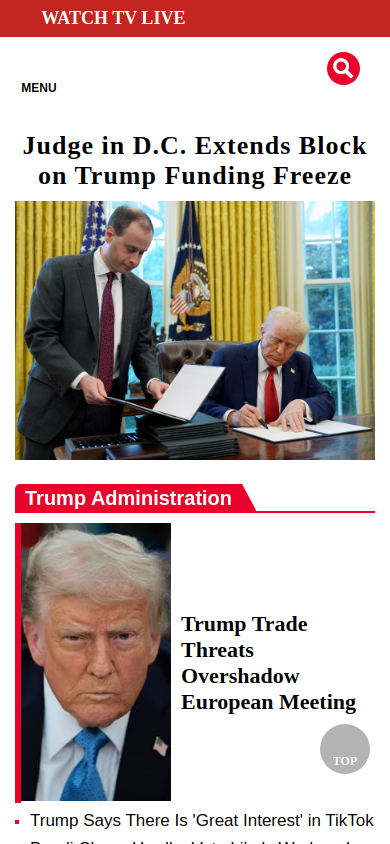 WATCH TV LIVE
MENU
Judge in D.C. Extends Block
on Trump Funding Freeze
Trump Administration
Trump Trade
Threats
Overshadow
European Meeting
TOP
Trump Says There Is 'Great Interest' in TikTok